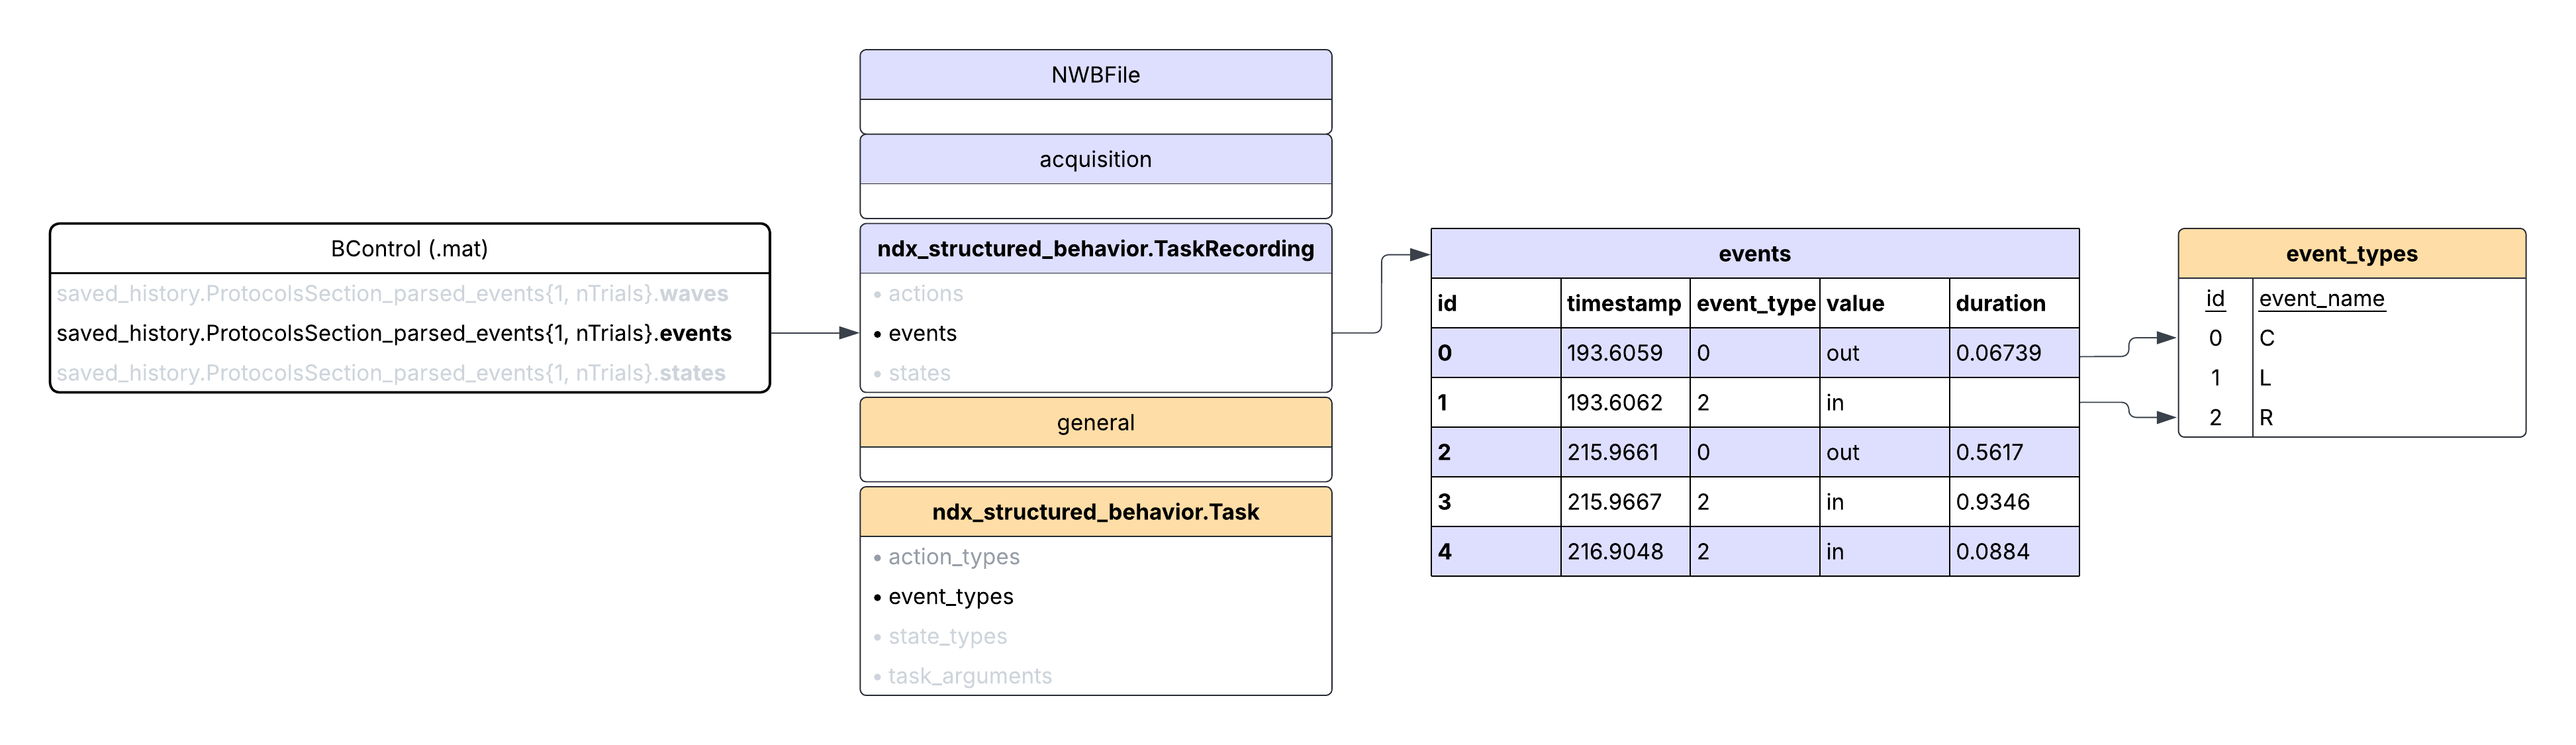 BControl (.mat)
saved_history.ProtocolsSection_parsed_events{1, nTrials}.waves
saved_history.ProtocolsSection_parsed_events{1, nTrials}.events
saved_history.ProtocolsSection_parsed_events{1, nTrials}.states
NWBFile
acquisition
ndx_structured_behavior.TaskRecording
• actions
• events
• states
general
ndx_structured_behavior.Task
• action_types
• event_types
• state_types
• task_arguments
events
id timestamp event_type value duration
0 193.6059 0 out 0.06739
1 193.6062 2 in
2 215.9661 0 out 0.5617
3 215.9667 2 in 0.9346
4 216.9048 2 in 0.0884
event_types
id event_name
0 C
1 L
2 R